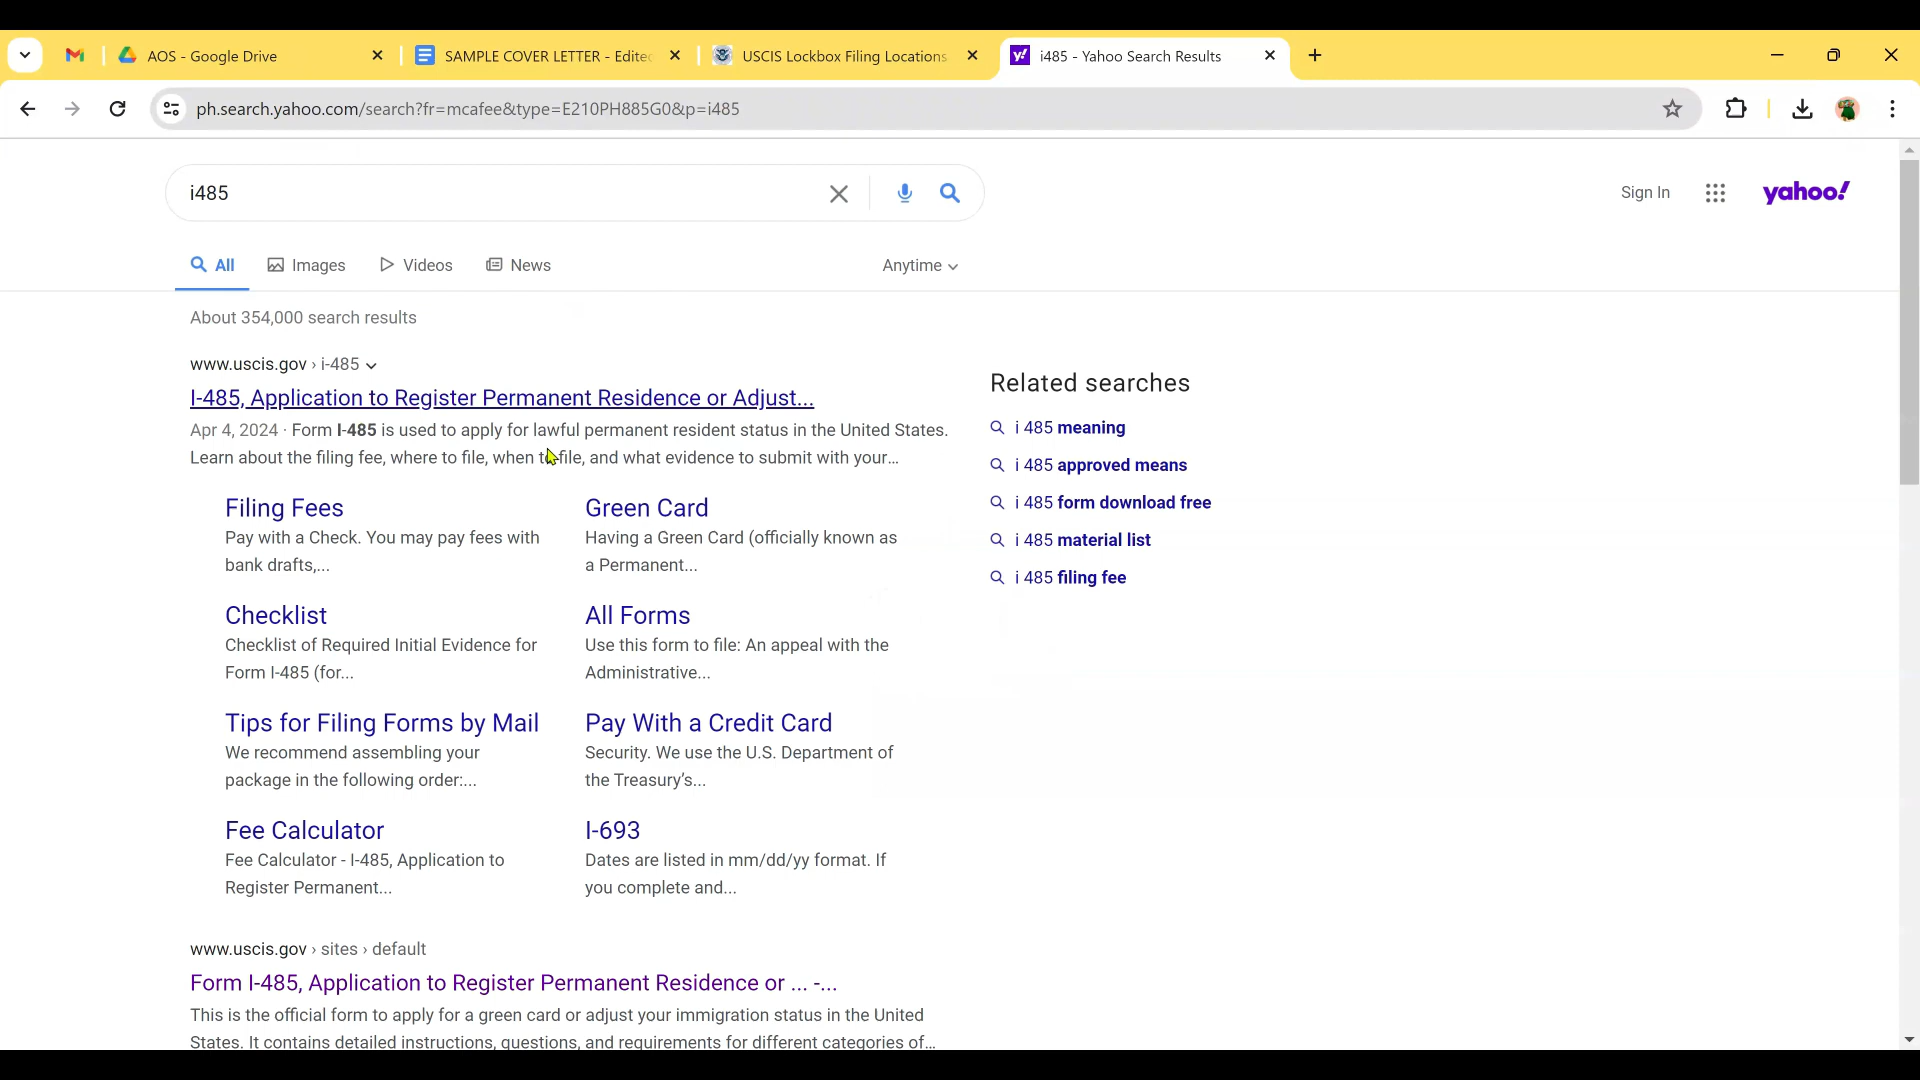 AOS - Google Drive
SAMPLE COVER LETTER - Edite
USCIS Lockbox Filing Locations
i485 - Yahoo Search Results
ph.search.yahoo.com/search?fr=mcafee&type=E210PH885G0&p=i485
i485
Sign In
yahoo!
All
Images
Videos
News
Anytime
About 354,000 search results
www.uscis.gov › i-485
I-485, Application to Register Permanent Residence or Adjust...
Apr 4, 2024 · Form I-485 is used to apply for lawful permanent resident status in the United States.
Learn about the filing fee, where to file, when to file, and what evidence to submit with your...
Filing Fees
Pay with a Check. You may pay fees with
bank drafts,...
Green Card
Having a Green Card (officially known as
a Permanent...
Checklist
Checklist of Required Initial Evidence for
Form I-485 (for...
All Forms
Use this form to file: An appeal with the
Administrative...
Tips for Filing Forms by Mail
We recommend assembling your
package in the following order:...
Pay With a Credit Card
Security. We use the U.S. Department of
the Treasury's...
Fee Calculator
Fee Calculator - I-485, Application to
Register Permanent...
I-693
Dates are listed in mm/dd/yy format. If
you complete and...
www.uscis.gov › sites › default
Form I-485, Application to Register Permanent Residence or ... -...
This is the official form to apply for a green card or adjust your immigration status in the United
States. It contains detailed instructions, questions, and requirements for different categories of...
Related searches
i 485 meaning
i 485 approved means
i 485 form download free
i 485 material list
i 485 filing fee